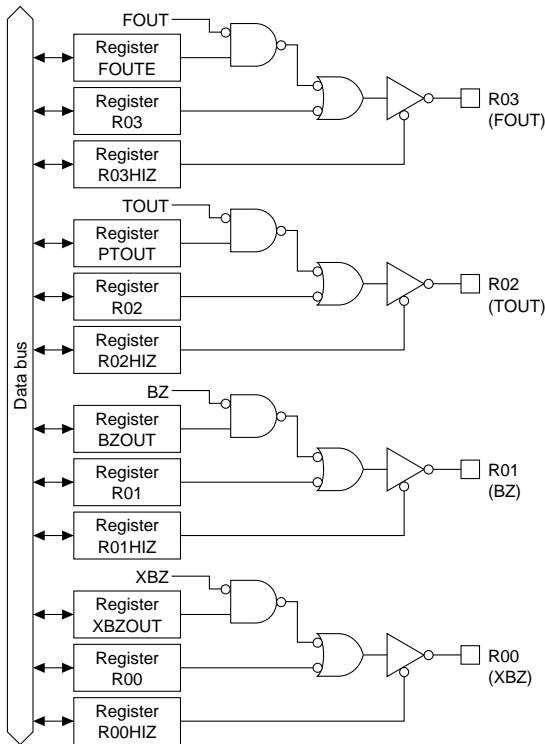 FOUT
Register
FOUTE
Register
R03
Register
R03HIZ
R03
(FOUT)
TOUT
Register
PTOUT
Register
R02
Register
R02HIZ
R02
(TOUT)
Data bus
BZ
Register
BZOUT
Register
R01
Register
R01HIZ
R01
(BZ)
XBZ
Register
XBZOUT
Register
R00
Register
R00HIZ
R00
(XBZ)